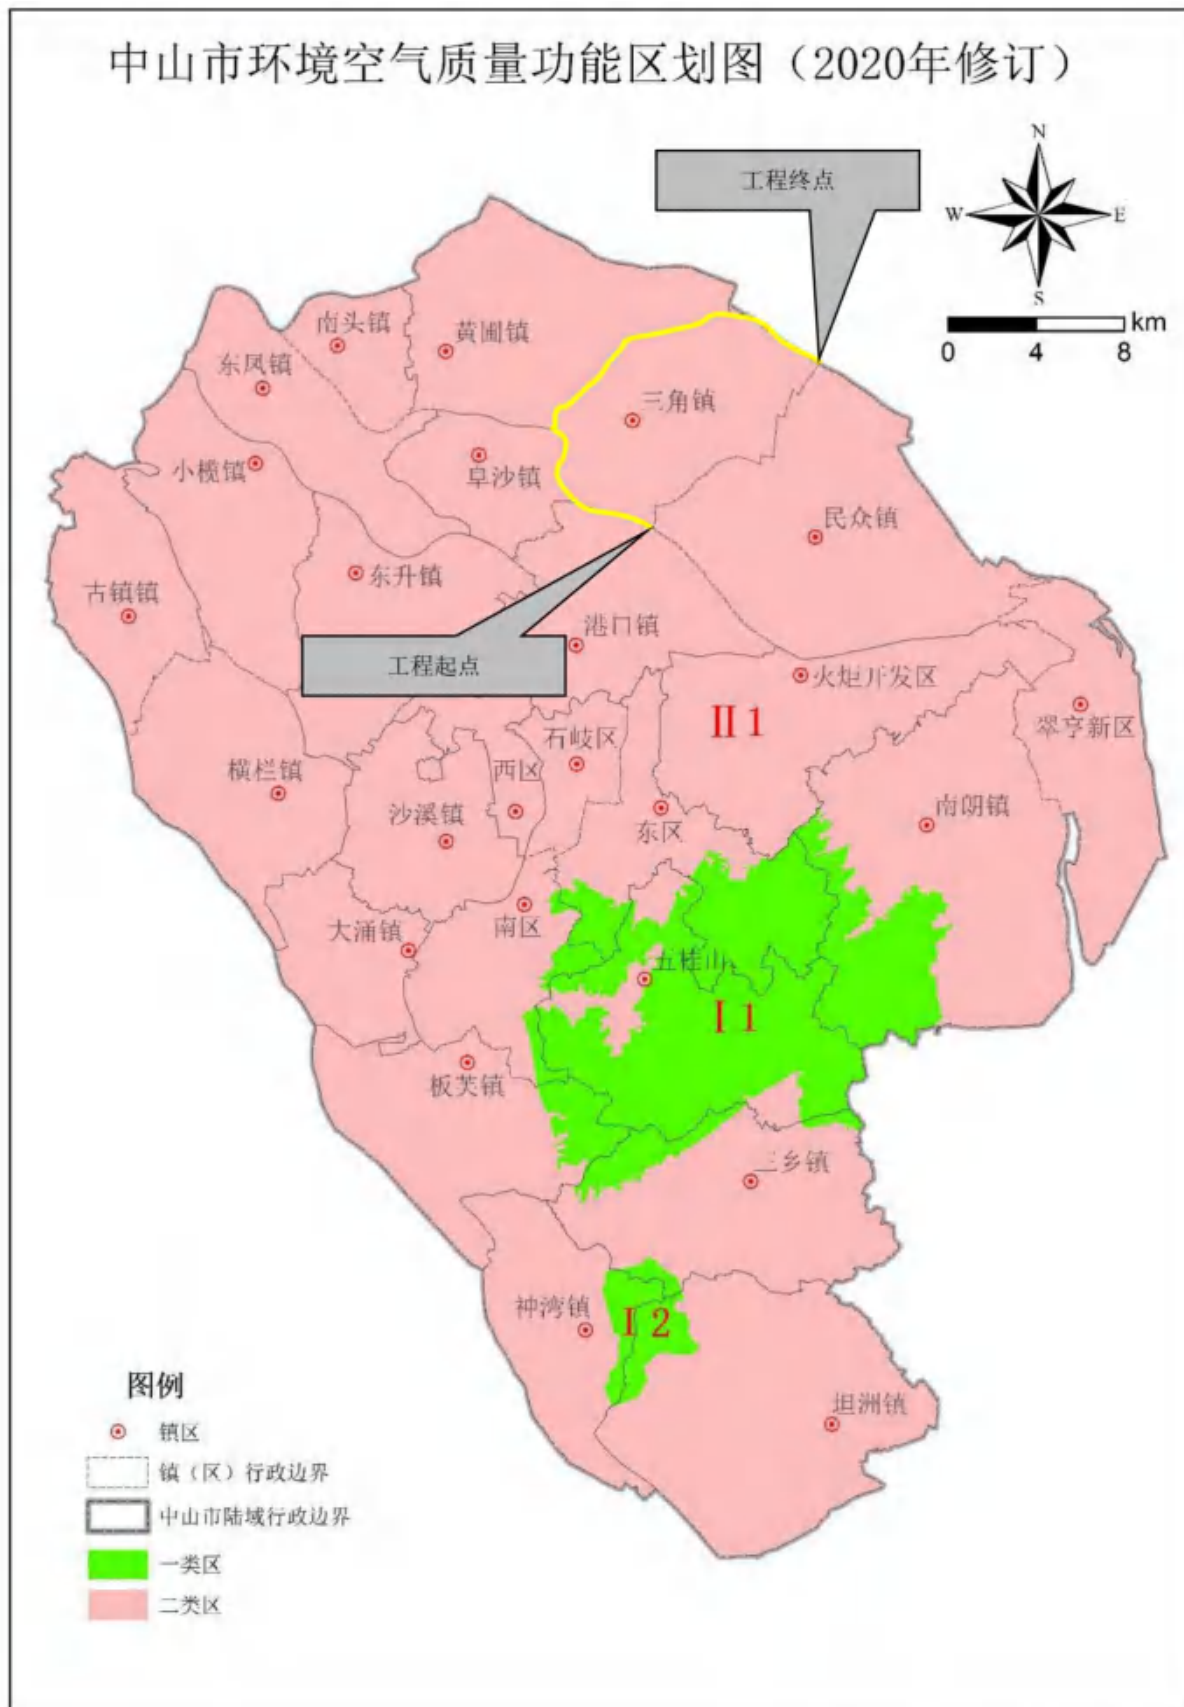 中山市环境空气质量功能区划图（2020年修订）
工程终点
N
W
E
S
km
0 4 8
南头镇
黄圃镇
东凤镇
三角镇
小榄镇
阜沙镇
民众镇
东升镇
古镇镇
港口镇
工程起点
火炬开发区
翠亨新区
II 1
石岐区
横栏镇
西区
沙溪镇
东区
南朗镇
南区
大涌镇
五桂山
I 1
板芙镇
三乡镇
神湾镇
I 2
坦洲镇
图例
镇区
镇（区）行政边界
中山市陆域行政边界
一类区
二类区